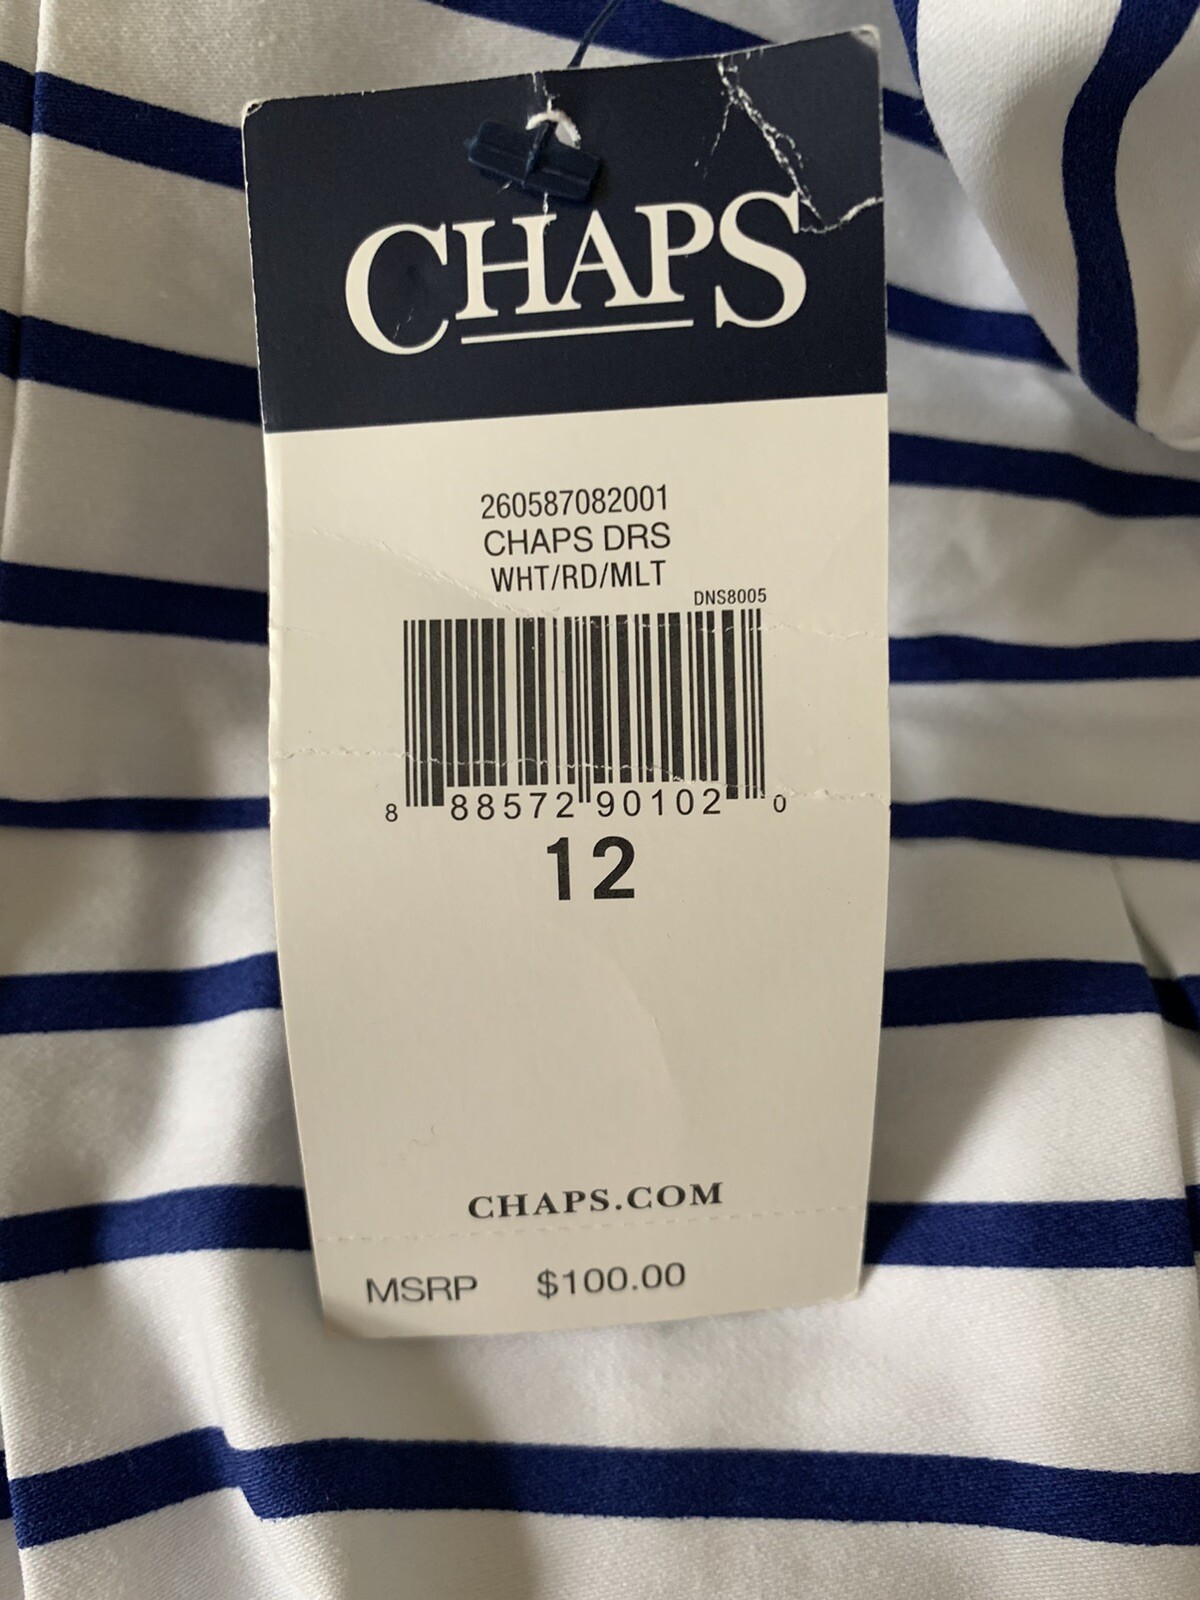 CHAPS
260587082001
CHAPS DRS
WHT/RD/MLT
DNS8005
8 88572 90102 0
12
CHAPS.COM
MSRP $100.00